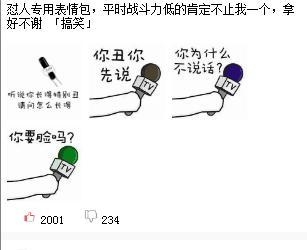 怼人专用表情包，平时战斗力低的肯定不止我一个，拿
好不谢 「搞笑」
你丑你
先说
TV
你为什么
不说话?
TV
听说你长得特别丑
请问怎么长得
你要脸吗?
TV
2001
234